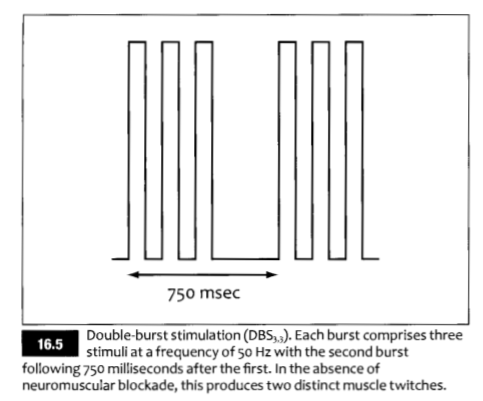 750 msec
16.5 Double-burst stimulation (DBS3,3). Each burst comprises three
stimuli at a frequency of 50 Hz with the second burst
following 750 milliseconds after the first. In the absence of
neuromuscular blockade, this produces two distinct muscle twitches.